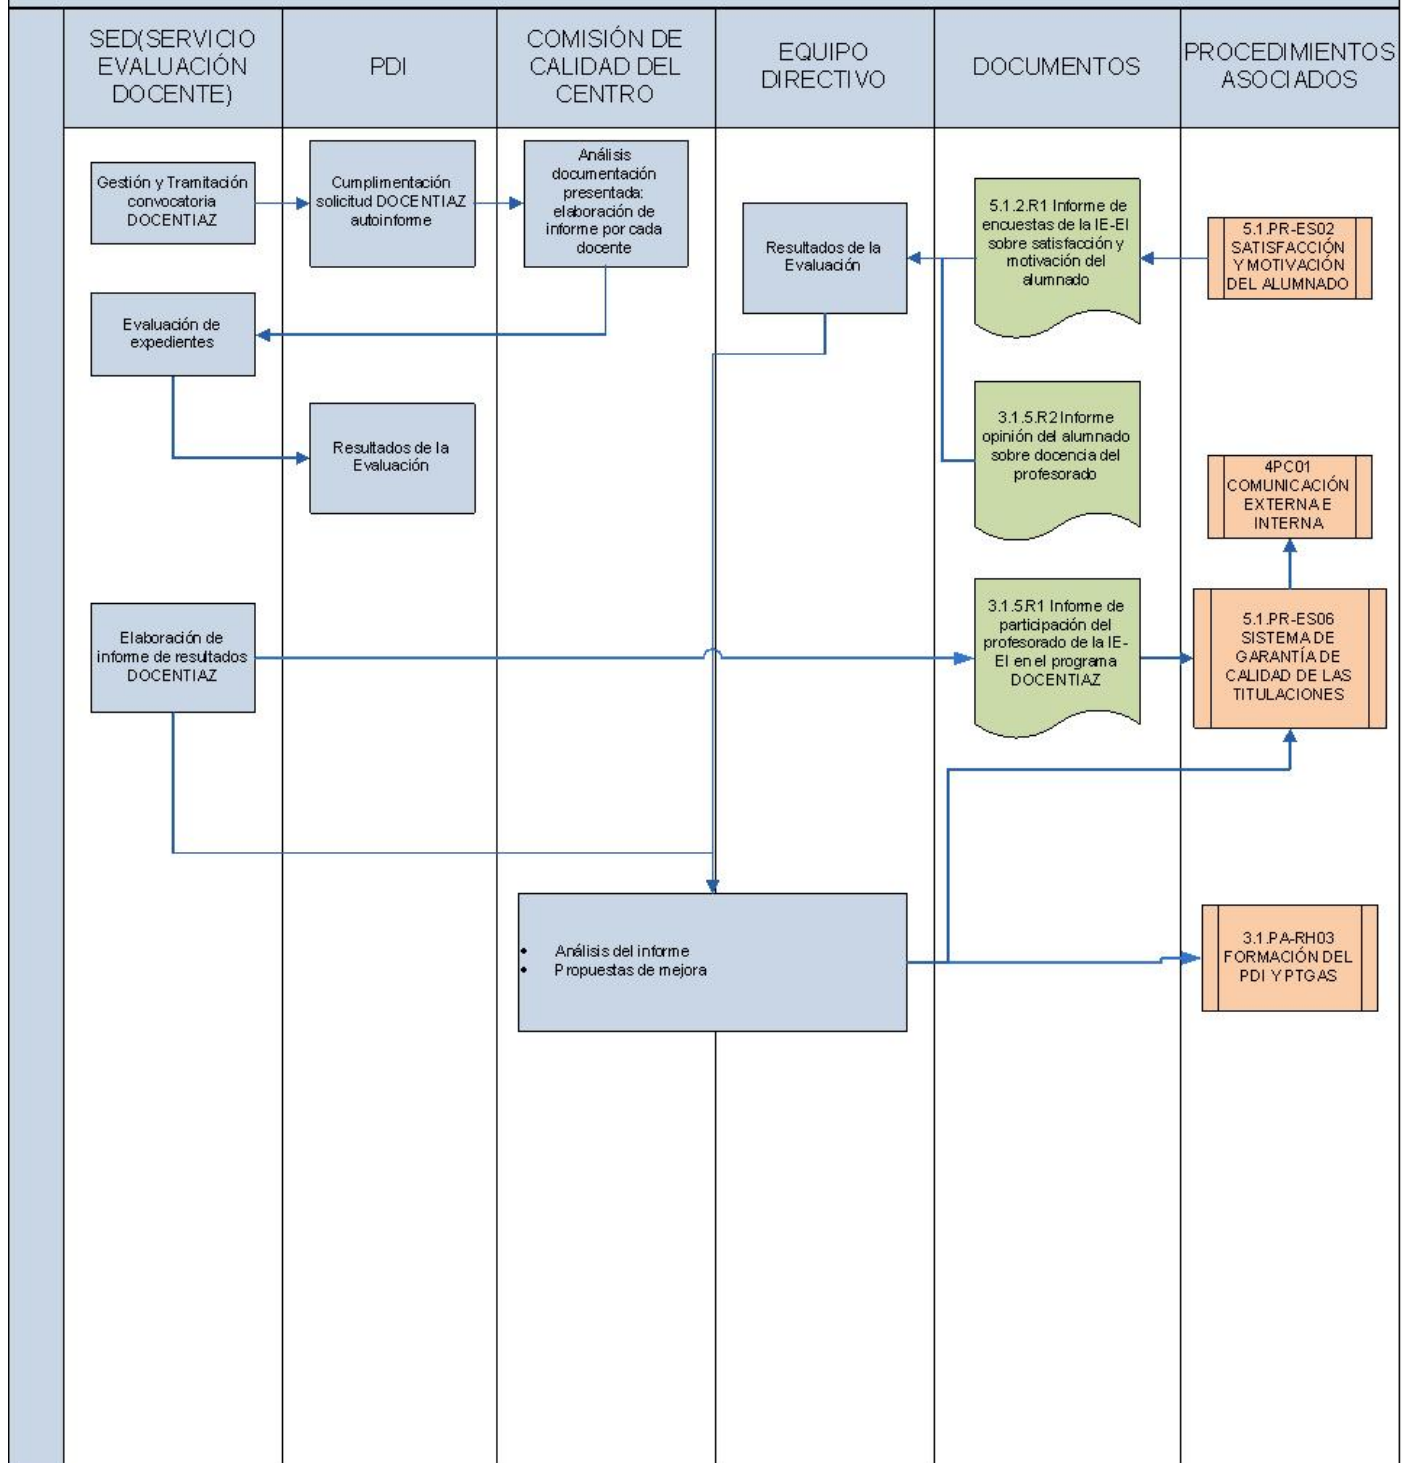 SED(SERVICIO
EVALUACIÓN
DOCENTE)
PDI
COMISIÓN DE
CALIDAD DEL
CENTRO
EQUIPO
DIRECTIVO
DOCUMENTOS
PROCEDIMIENTOS
ASOCIADOS
Gestión y Tramitación
convocatoria
DOCENTIAZ
Cumplimentación
solicitud DOCENTIAZ
autoinforme
Análisis
documentación
presentada:
elaboración de
informe por cada
docente
Resultados de la
Evaluación
5.1.2.R1 Informe de
encuestas de la IE-EI
sobre satisfacción y
motivación del
alumnado
5.1.PR-ES02
SATISFACCIÓN
Y MOTIVACIÓN
DEL ALUMNADO
Evaluación de
expedientes
Resultados de la
Evaluación
3.1.5.R2 Informe
opinión del alumnado
sobre docencia del
profesorado
4PC01
COMUNICACIÓN
EXTERNA E
INTERNA
Elaboración de
informe de resultados
DOCENTIAZ
3.1.5.R1 Informe de
participación del
profesorado de la IE-
EI en el programa
DOCENTIAZ
5.1.PR-ES06
SISTEMA DE
GARANTÍA DE
CALIDAD DE LAS
TITULACIONES
• Análisis del informe
• Propuestas de mejora
3.1.PA-RH03
FORMACIÓN DEL
PDI Y PTGAS